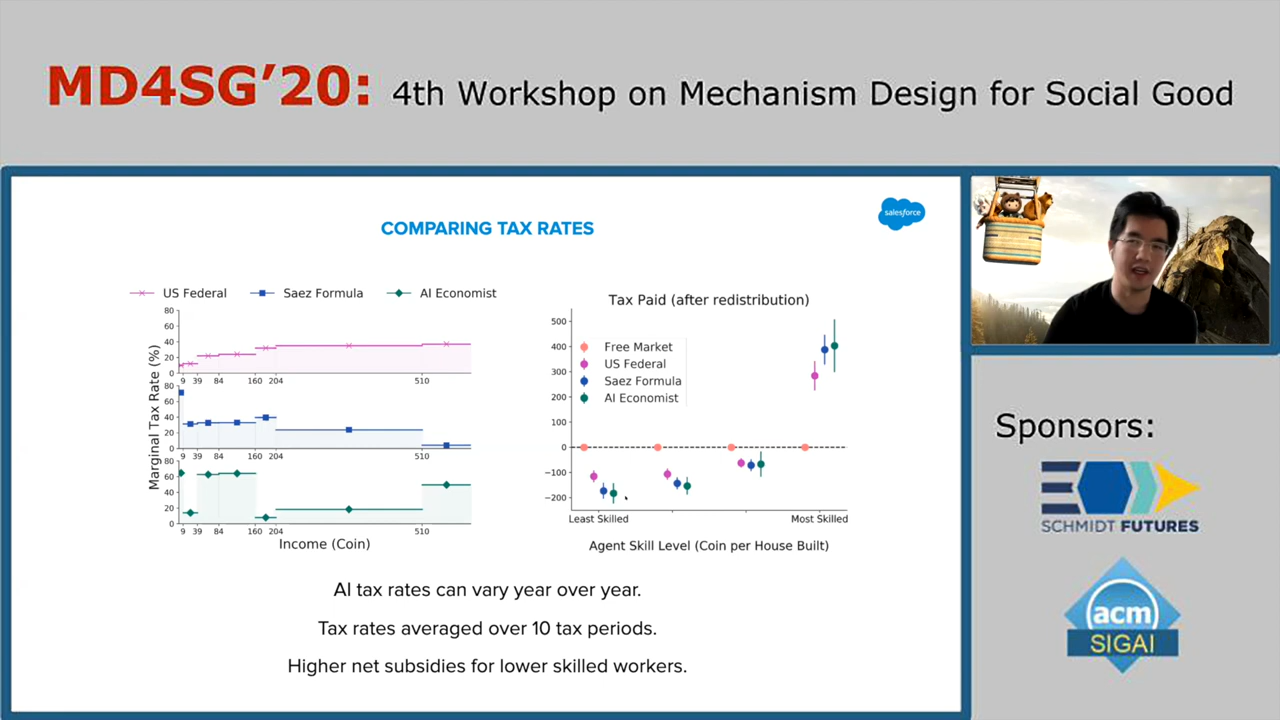 MD4SG’20: 4th Workshop on Mechanism Design for Social Good
salesforce
COMPARING TAX RATES
US Federal
Saez Formula
AI Economist
Marginal Tax Rate (%)
80
60
40
20
0
9 39 84 160 204 510
80
60
40
20
0
9 39 84 160 204 510
80
60
40
20
0
9 39 84 160 204 510
Income (Coin)
Tax Paid (after redistribution)
500
400
300
200
100
0
−100
−200
Free Market
US Federal
Saez Formula
AI Economist
Least Skilled
Most Skilled
Agent Skill Level (Coin per House Built)
AI tax rates can vary year over year.
Tax rates averaged over 10 tax periods.
Higher net subsidies for lower skilled workers.
Sponsors:
SCHMIDT FUTURES
acm
SIGAI